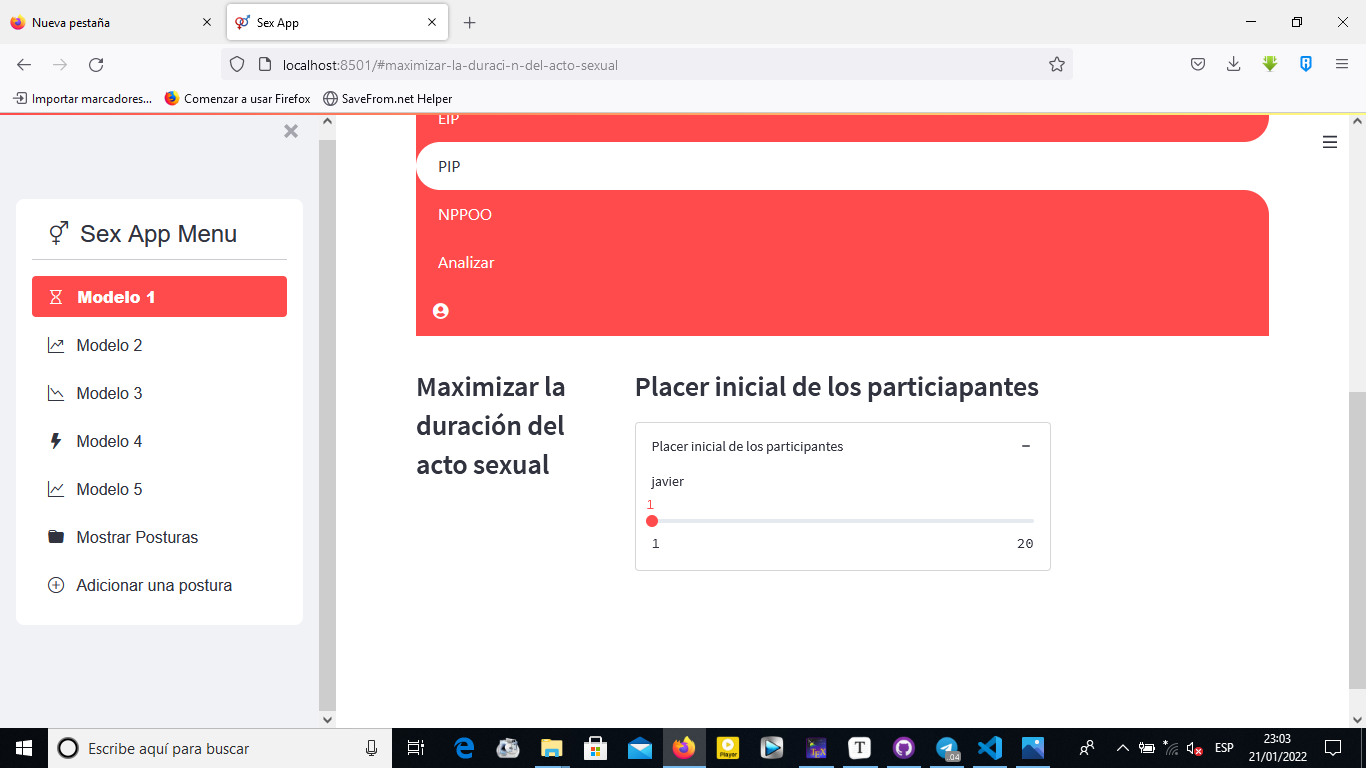 Nueva pestaña
Sex App
localhost:8501/#maximizar-la-duraci-n-del-acto-sexual
Importar marcadores...
Comenzar a usar Firefox
SaveFrom.net Helper
Sex App Menu
Modelo 1
Modelo 2
Modelo 3
Modelo 4
Modelo 5
Mostrar Posturas
Adicionar una postura
EIP
PIP
NPPOO
Analizar
Maximizar la
duración del
acto sexual
Placer inicial de los particiapantes
Placer inicial de los participantes
javier
1
1
20
Escribe aquí para buscar
Player
TEX
T
04
ESP
23:03
21/01/2022